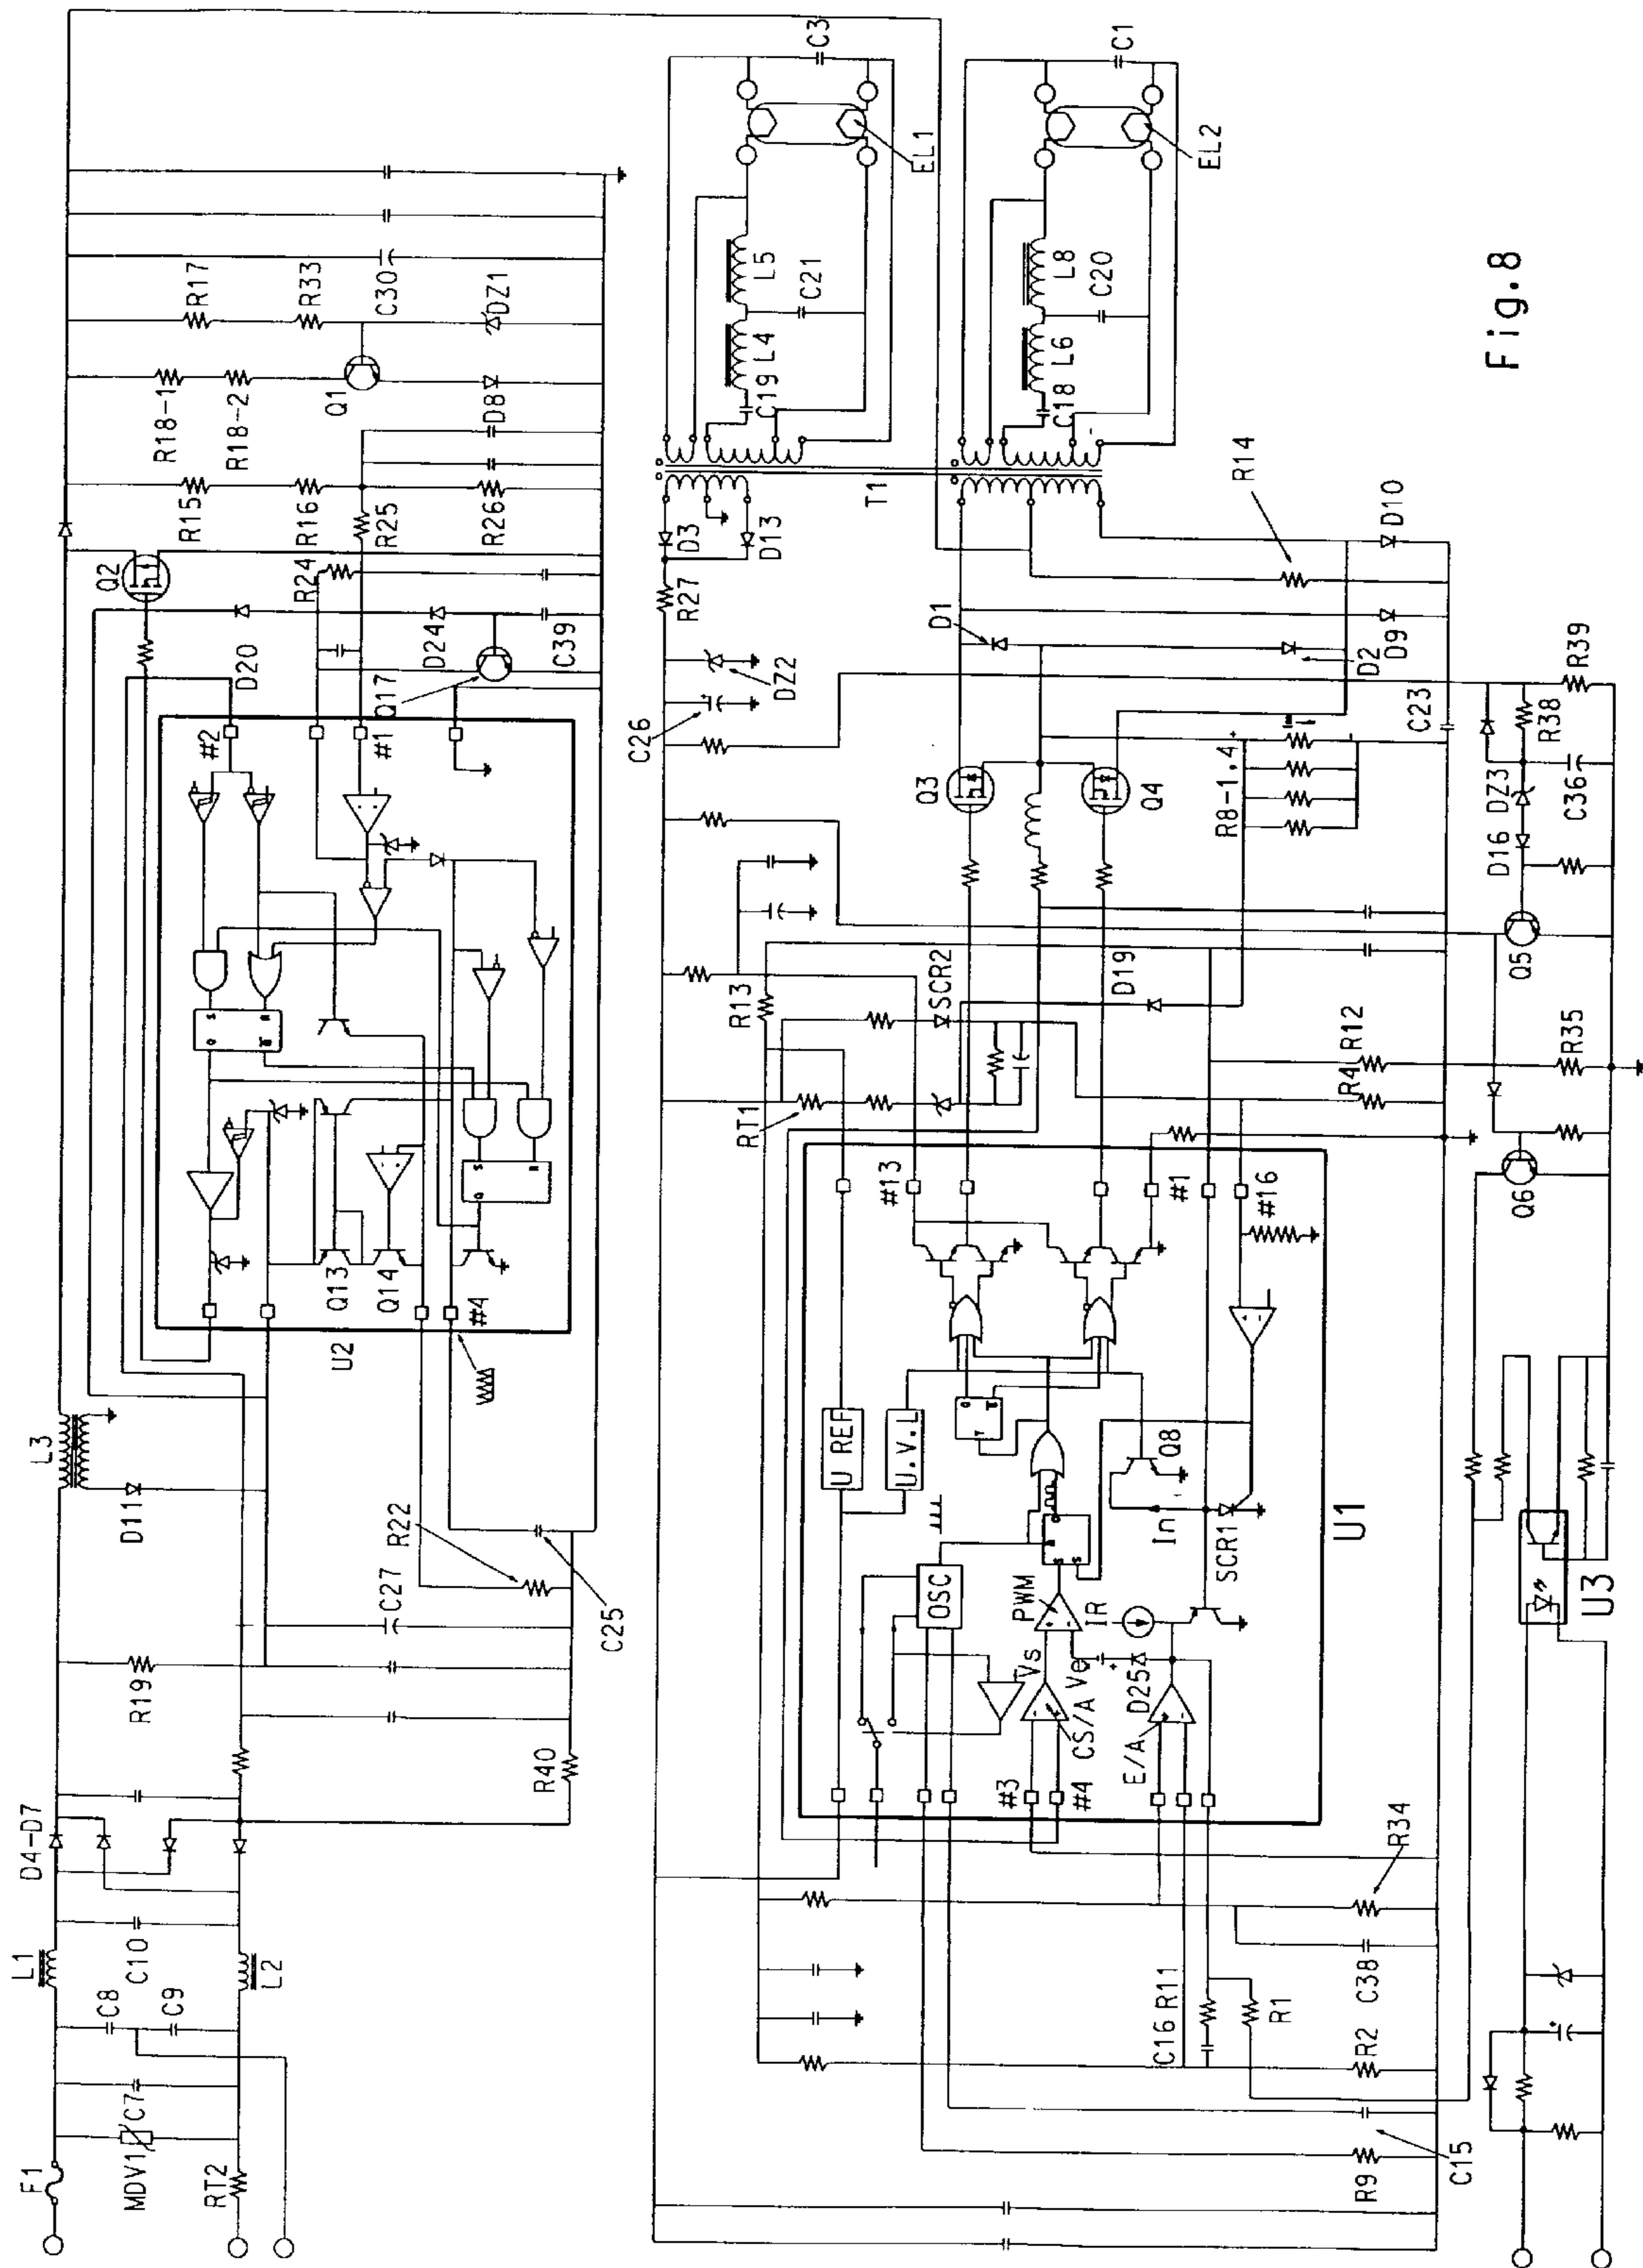 F1
L1
D4-D7
L3
MDV1
C7
C8
C9
C10
RT2
L2
R19
R40
C27
C25
R22
D11
U2
#4
Q13
Q14
#2
#1
D20
Q17
D24
C39
R24
Q2
R25
R16
R15
R26
R18-1
R18-2
Q1
D8
R17
R33
C30
DZ1
T1
C19
L4
L5
C21
EL1
C3
C18
L6
L8
C20
EL2
C1
R27
D3
D13
DZ2
C26
R13
SCR2
RT1
D19
D1
D2
D9
D10
R14
Q3
Q4
R8-1.4
C23
R38
R39
DZ3
C36
D16
Q5
Q6
R12
R35
R4
#13
#1
#16
U REF
U.V.L
OSC
PWM
IR
Q8
In
SCR1
Vs
Ve
CS/A
D25
E/A
#3
#4
U1
U3
R34
C38
R11
C16
R1
R2
C15
R9
Fig.8